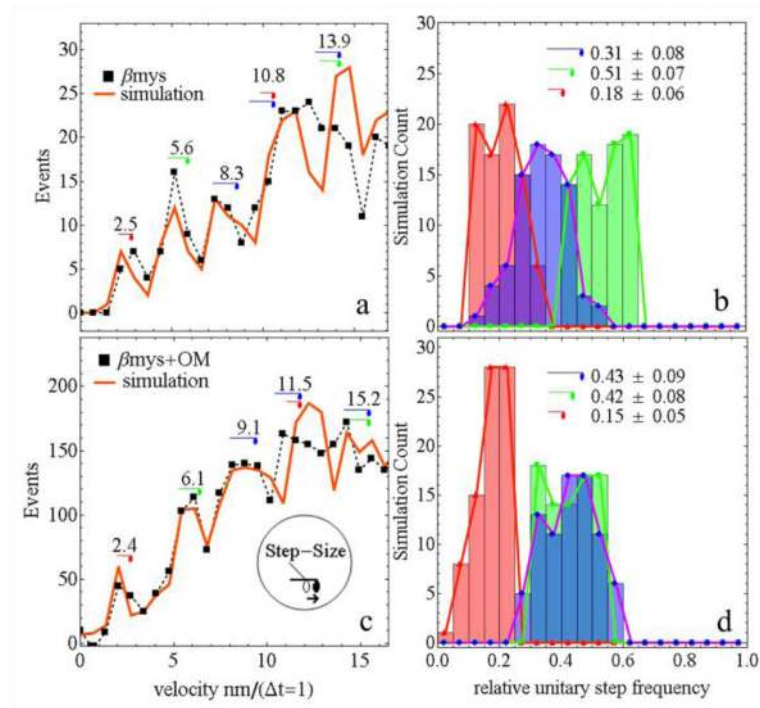 30
25
20
15
10
5
0
Events
βmys
simulation
2.5
5.6
8.3
10.8
13.9
a
30
25
20
15
10
5
0
Simulation Count
0.31 ± 0.08
0.51 ± 0.07
0.18 ± 0.06
b
200
150
100
50
0
Events
βmys+OM
simulation
2.4
6.1
9.1
11.5
15.2
Step-Size
0
c
0
5
10
15
velocity nm/(Δt=1)
30
25
20
15
10
5
0
Simulation Count
0.43 ± 0.09
0.42 ± 0.08
0.15 ± 0.05
d
0.0 0.2 0.4 0.6 0.8 1.0
relative unitary step frequency